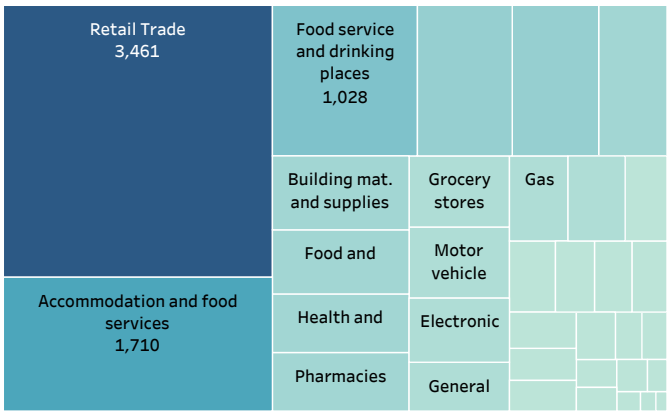 Retail Trade
3,461
Food service
and drinking
places
1,028
Building mat.
and supplies
Grocery
stores
Gas
Food and
Motor
vehicle
Accommodation and food
services
1,710
Health and
Electronic
Pharmacies
General